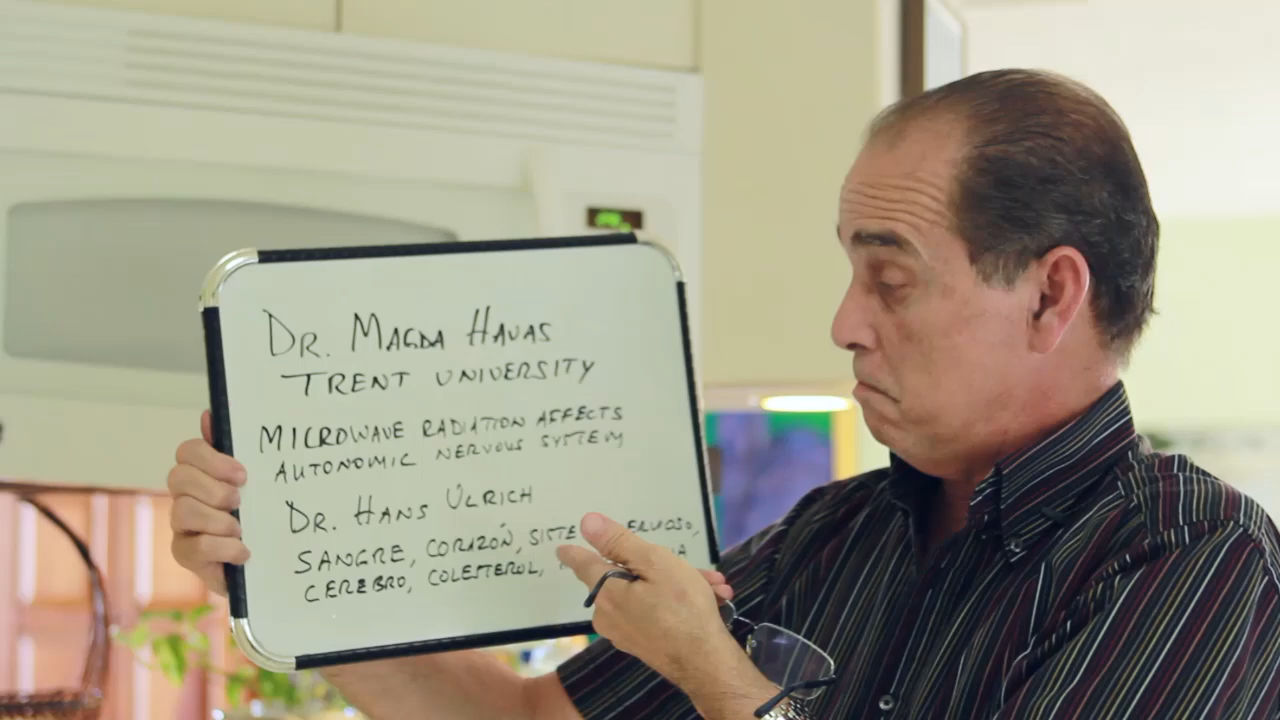 DR. MAGDA HAVAS
TRENT UNIVERSITY
MICROWAVE RADIATION AFFECTS
AUTONOMIC NERVOUS SYSTEM
DR. HANS ULRICH
SANGRE, CORAZÓN,
CEREBRO, COLESTEROL,